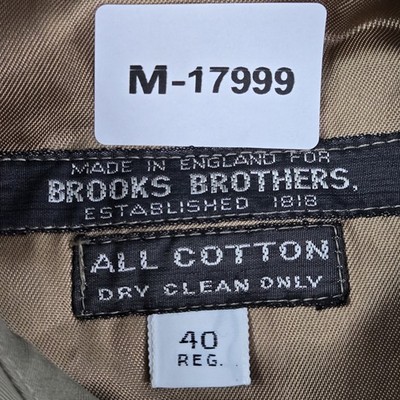 M-17999
MADE IN ENGLAND FOR
BROOKS BROTHERS,
ESTABLISHED 1818
ALL COTTON
DRY CLEAN ONLY
40
REG.